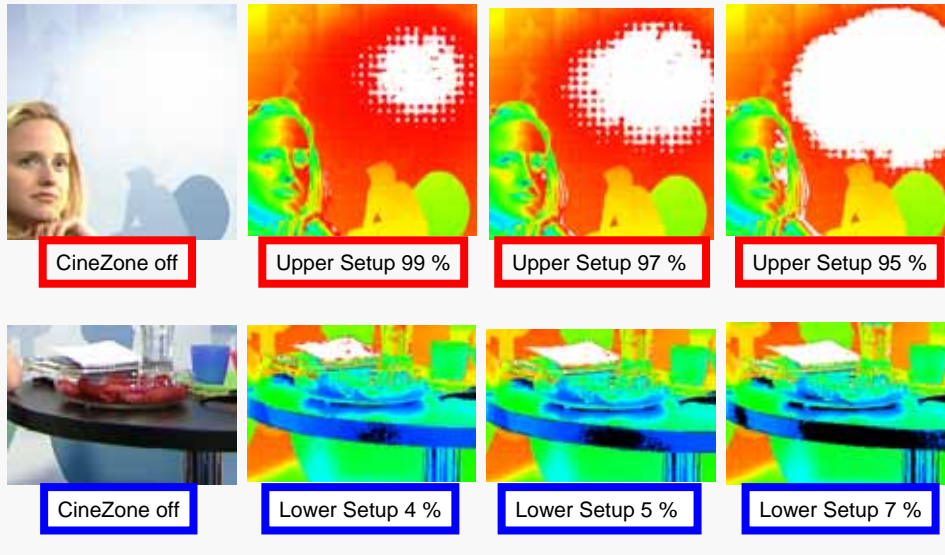 CineZone off
Upper Setup 99 %
Upper Setup 97 %
Upper Setup 95 %
CineZone off
Lower Setup 4 %
Lower Setup 5 %
Lower Setup 7 %